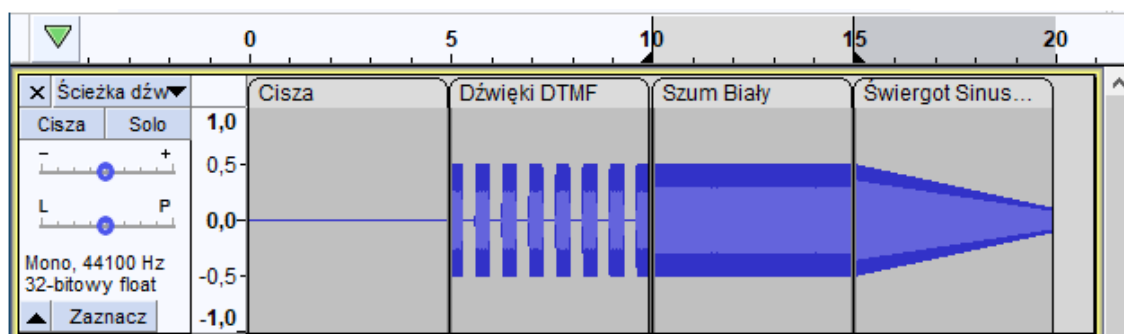 0 5 10 15 20
× Ścieżka dźw▼ Cisza Dźwięki DTMF Szum Biały Świergot Sinus...
Cisza Solo 1,0
- + 0,5
L P 0,0
Mono, 44100 Hz
32-bitowy float -0,5
Zaznacz -1,0